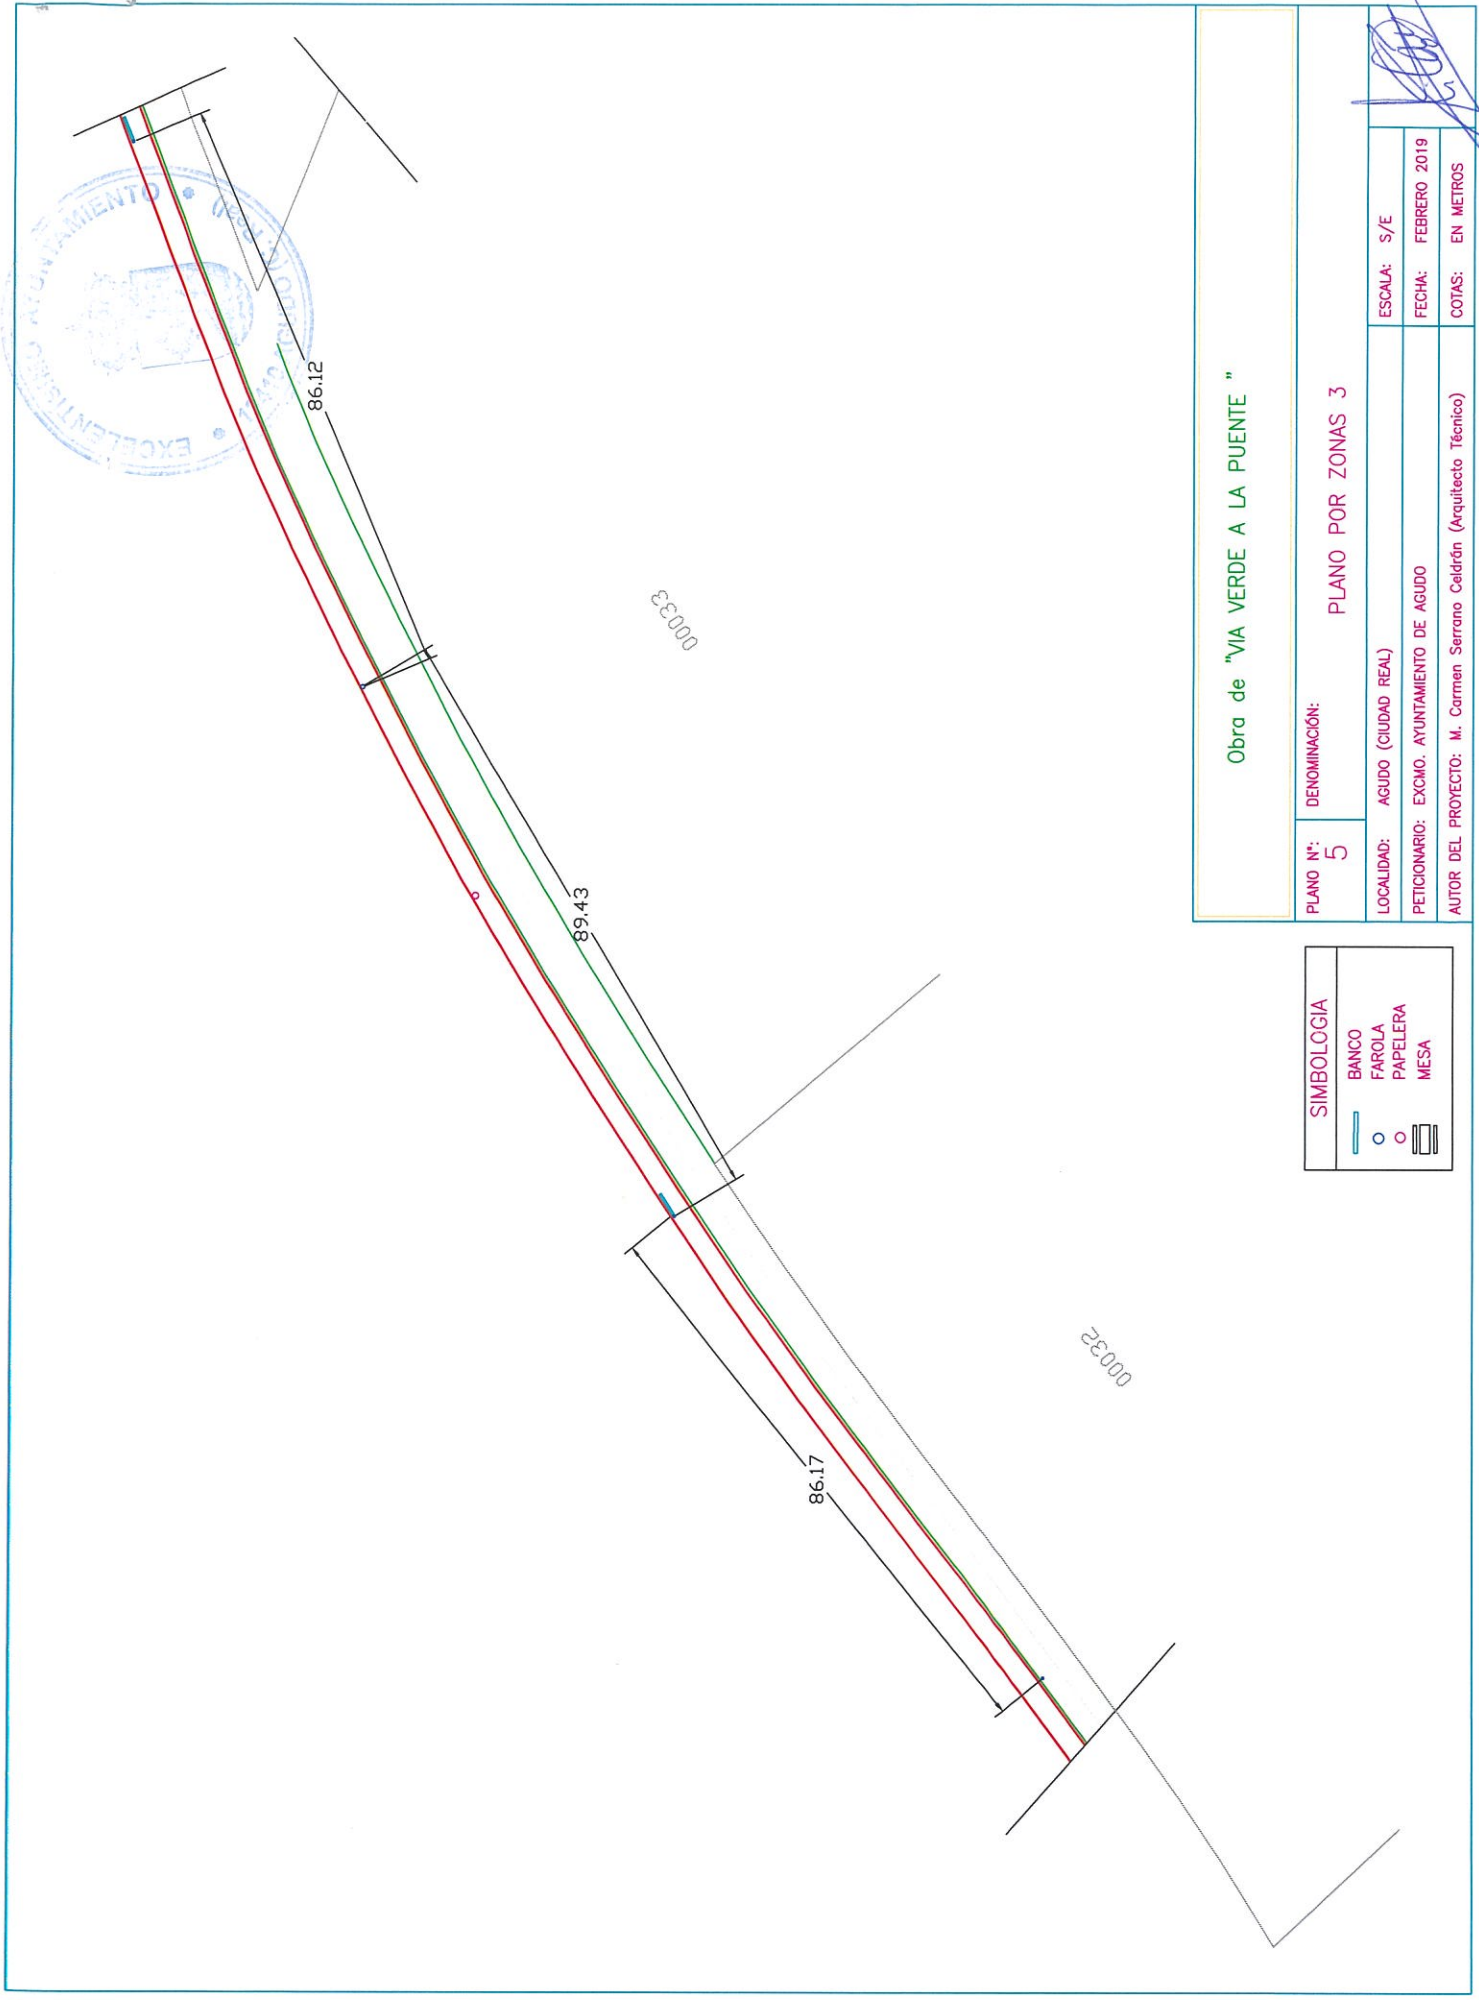 86.12
89.43
86.17
00033
00032
EXCELENTISIMO AYUNTAMIENTO
SIMBOLOGIA
BANCO
FAROLA
PAPELERA
MESA
Obra de "VIA VERDE A LA PUENTE "
PLANO Nº: 5
DENOMINACIÓN:
PLANO POR ZONAS 3
LOCALIDAD: AGUDO (CIUDAD REAL)
ESCALA: S/E
PETICIONARIO: EXCMO. AYUNTAMIENTO DE AGUDO
FECHA: FEBRERO 2019
AUTOR DEL PROYECTO: M. Carmen Serrano Celdrán (Arquitecto Técnico)
COTAS: EN METROS